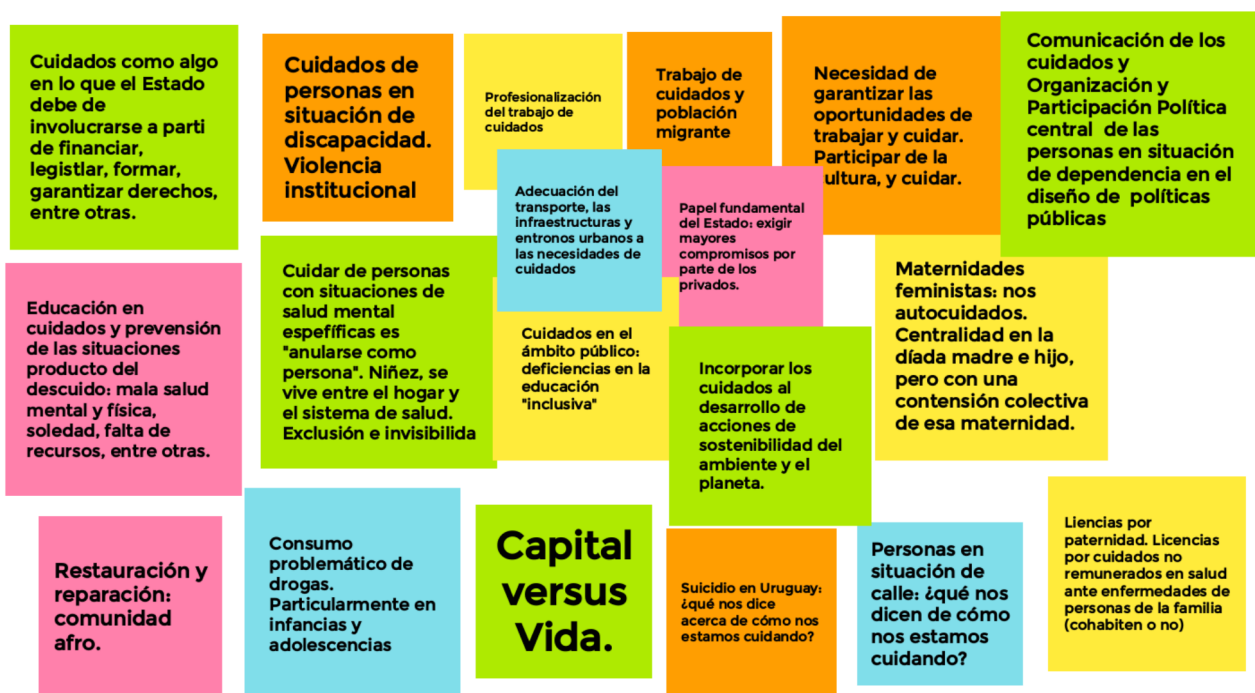 Cuidados como algo
en lo que el Estado
debe de
involucrarse a parti
de financiar,
legistlar, formar,
garantizar derechos,
entre otras.
Cuidados de
personas en
situación de
discapacidad.
Violencia
institucional
Profesionalización
del trabajo de
cuidados
Trabajo de
cuidados y
población
migrante
Necesidad de
garantizar las
oportunidades de
trabajar y cuidar.
Participar de la
ultura, y cuidar.
Comunicación de los
cuidados y
Organización y
Participación Política
central de las
personas en situación
de dependencia en el
diseño de políticas
públicas
Adecuación del
transporte, las
infraestructuras y
entronos urbanos a
las necesidades de
cuidados
Papel fundamental
del Estado: exigir
mayores
compromisos por
parte de los
privados.
Educación en
cuidados y prevención
de las situaciones
producto del
descuido: mala salud
mental y física,
soledad, falta de
recursos, entre otras.
Cuidar de personas
con situaciones de
salud mental
espefíficas es
"anularse como
persona". Niñez, se
vive entre el hogar y
el sistema de salud.
Exclusión e invisibilida
Cuidados en el
ámbito público:
deficiencias en la
educación
"inclusiva"
Incorporar los
cuidados al
desarrollo de
acciones de
sostenibilidad del
ambiente y el
planeta.
Maternidades
feministas: nos
autocuidados.
Centralidad en la
díada madre e hijo,
pero con una
contensión colectiva
de esa maternidad.
Restauración y
reparación:
comunidad
afro.
Consumo
problemático de
drogas.
Particularmente en
infancias y
adolescencias
Capital
versus
Vida.
Suicidio en Uruguay:
¿qué nos dice
acerca de cómo nos
estamos cuidando?
Personas en
situación de
calle: ¿qué nos
dicen de cómo
nos estamos
cuidando?
Liencias por
paternidad. Licencias
por cuidados no
remunerados en salud
ante enfermedades de
personas de la familia
(cohabiten o no)